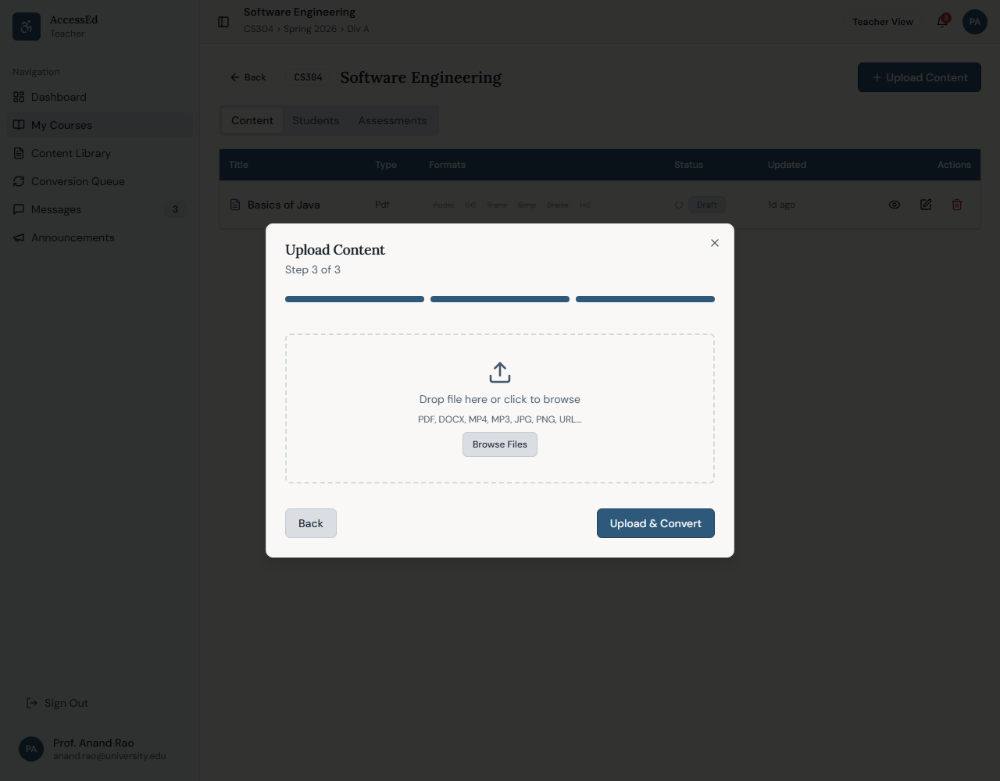 AccessEd
Teacher
Navigation
Dashboard
My Courses
Content Library
Conversion Queue
Messages 3
Announcements
Sign Out
PA
Prof. Anand Rao
anand.rao@university.edu
Software Engineering
CS304 > Spring 2026 > Div A
Teacher View
3
PA
Back
CS304
Software Engineering
Upload Content
Content Students Assessments
Title Type Formats Status Updated Actions
Basics of Java Pdf Audio CC Trans Simp Braille HC Draft 1d ago
Upload Content
Step 3 of 3
Drop file here or click to browse
PDF, DOCX, MP4, MP3, JPG, PNG, URL...
Browse Files
Back
Upload & Convert